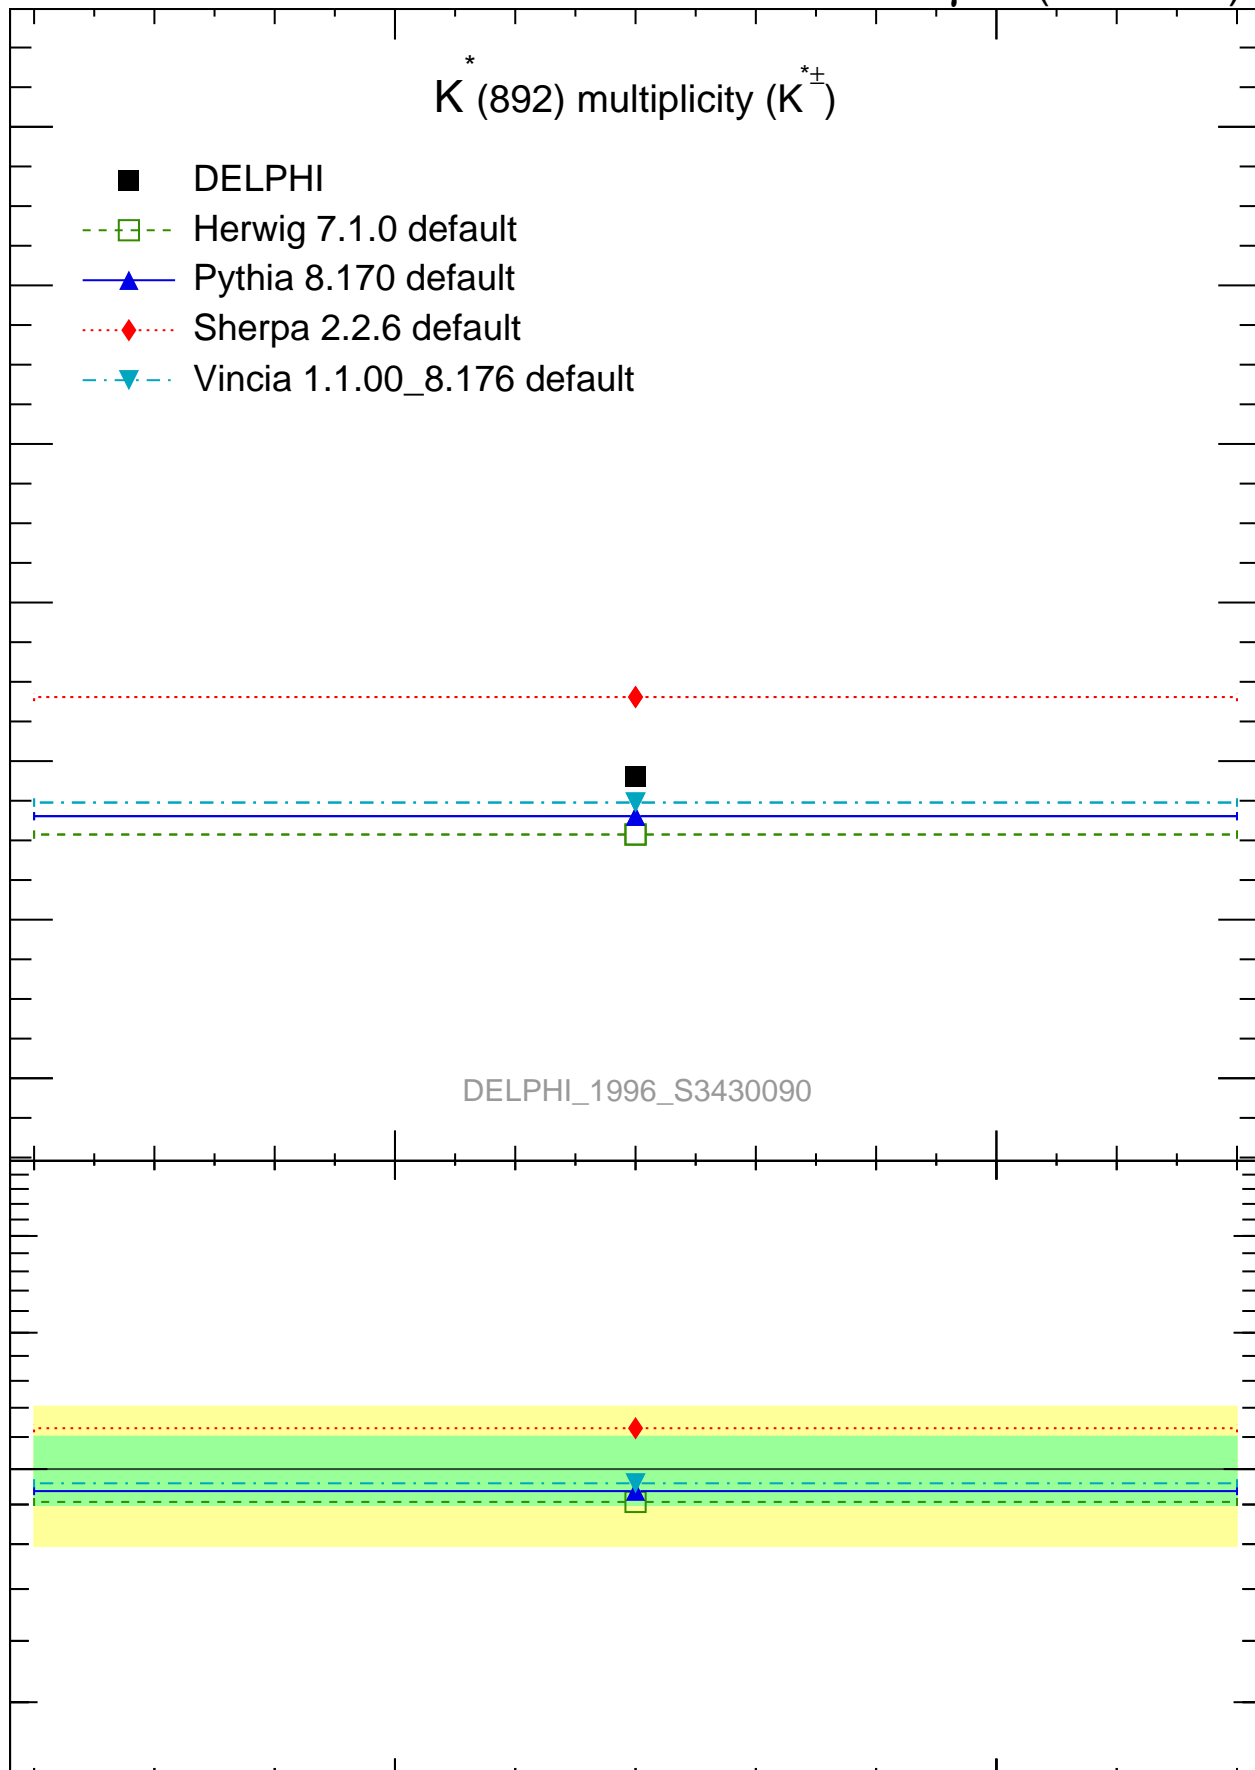 K*(892) multiplicity (K*±)
DELPHI
Herwig 7.1.0 default
Pythia 8.170 default
Sherpa 2.2.6 default
Vincia 1.1.00_8.176 default
DELPHI_1996_S3430090